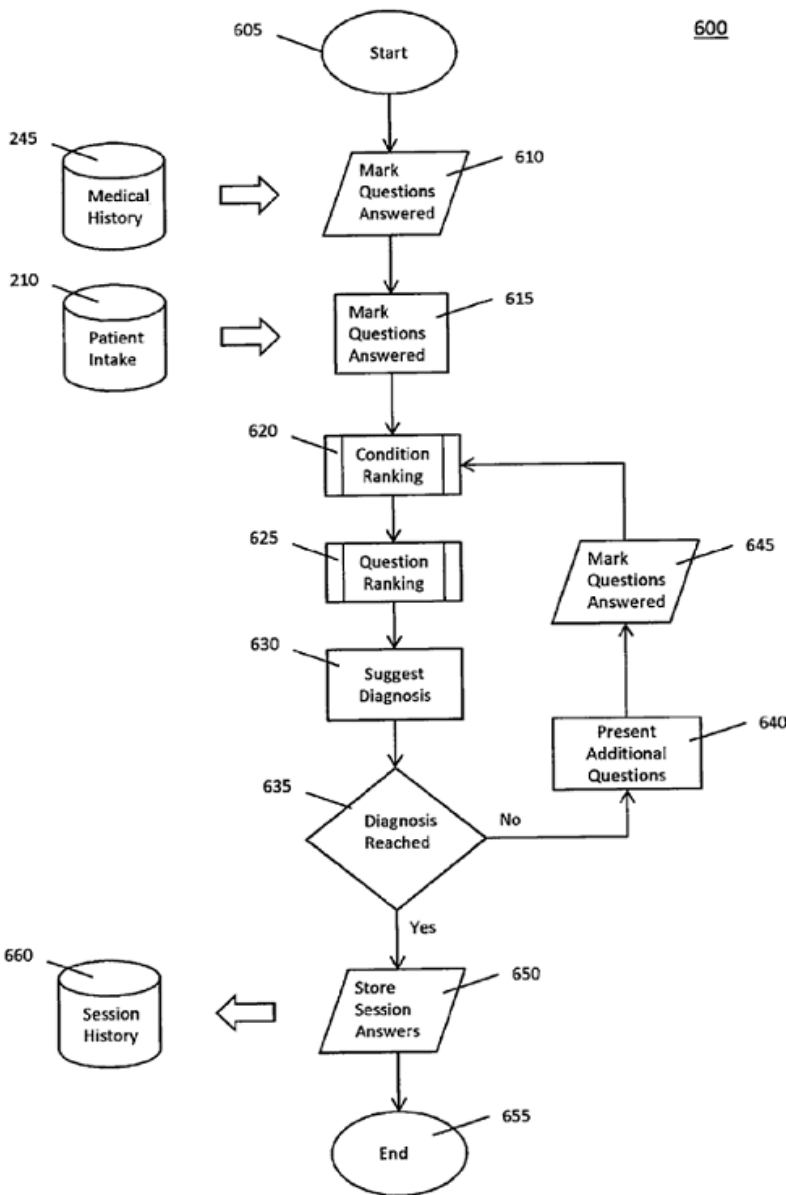 600
605
Start
245
Medical
History
610
Mark
Questions
Answered
210
Patient
Intake
615
Mark
Questions
Answered
620
Condition
Ranking
625
Question
Ranking
645
Mark
Questions
Answered
630
Suggest
Diagnosis
640
Present
Additional
Questions
635
Diagnosis
Reached
No
Yes
660
Session
History
650
Store
Session
Answers
655
End